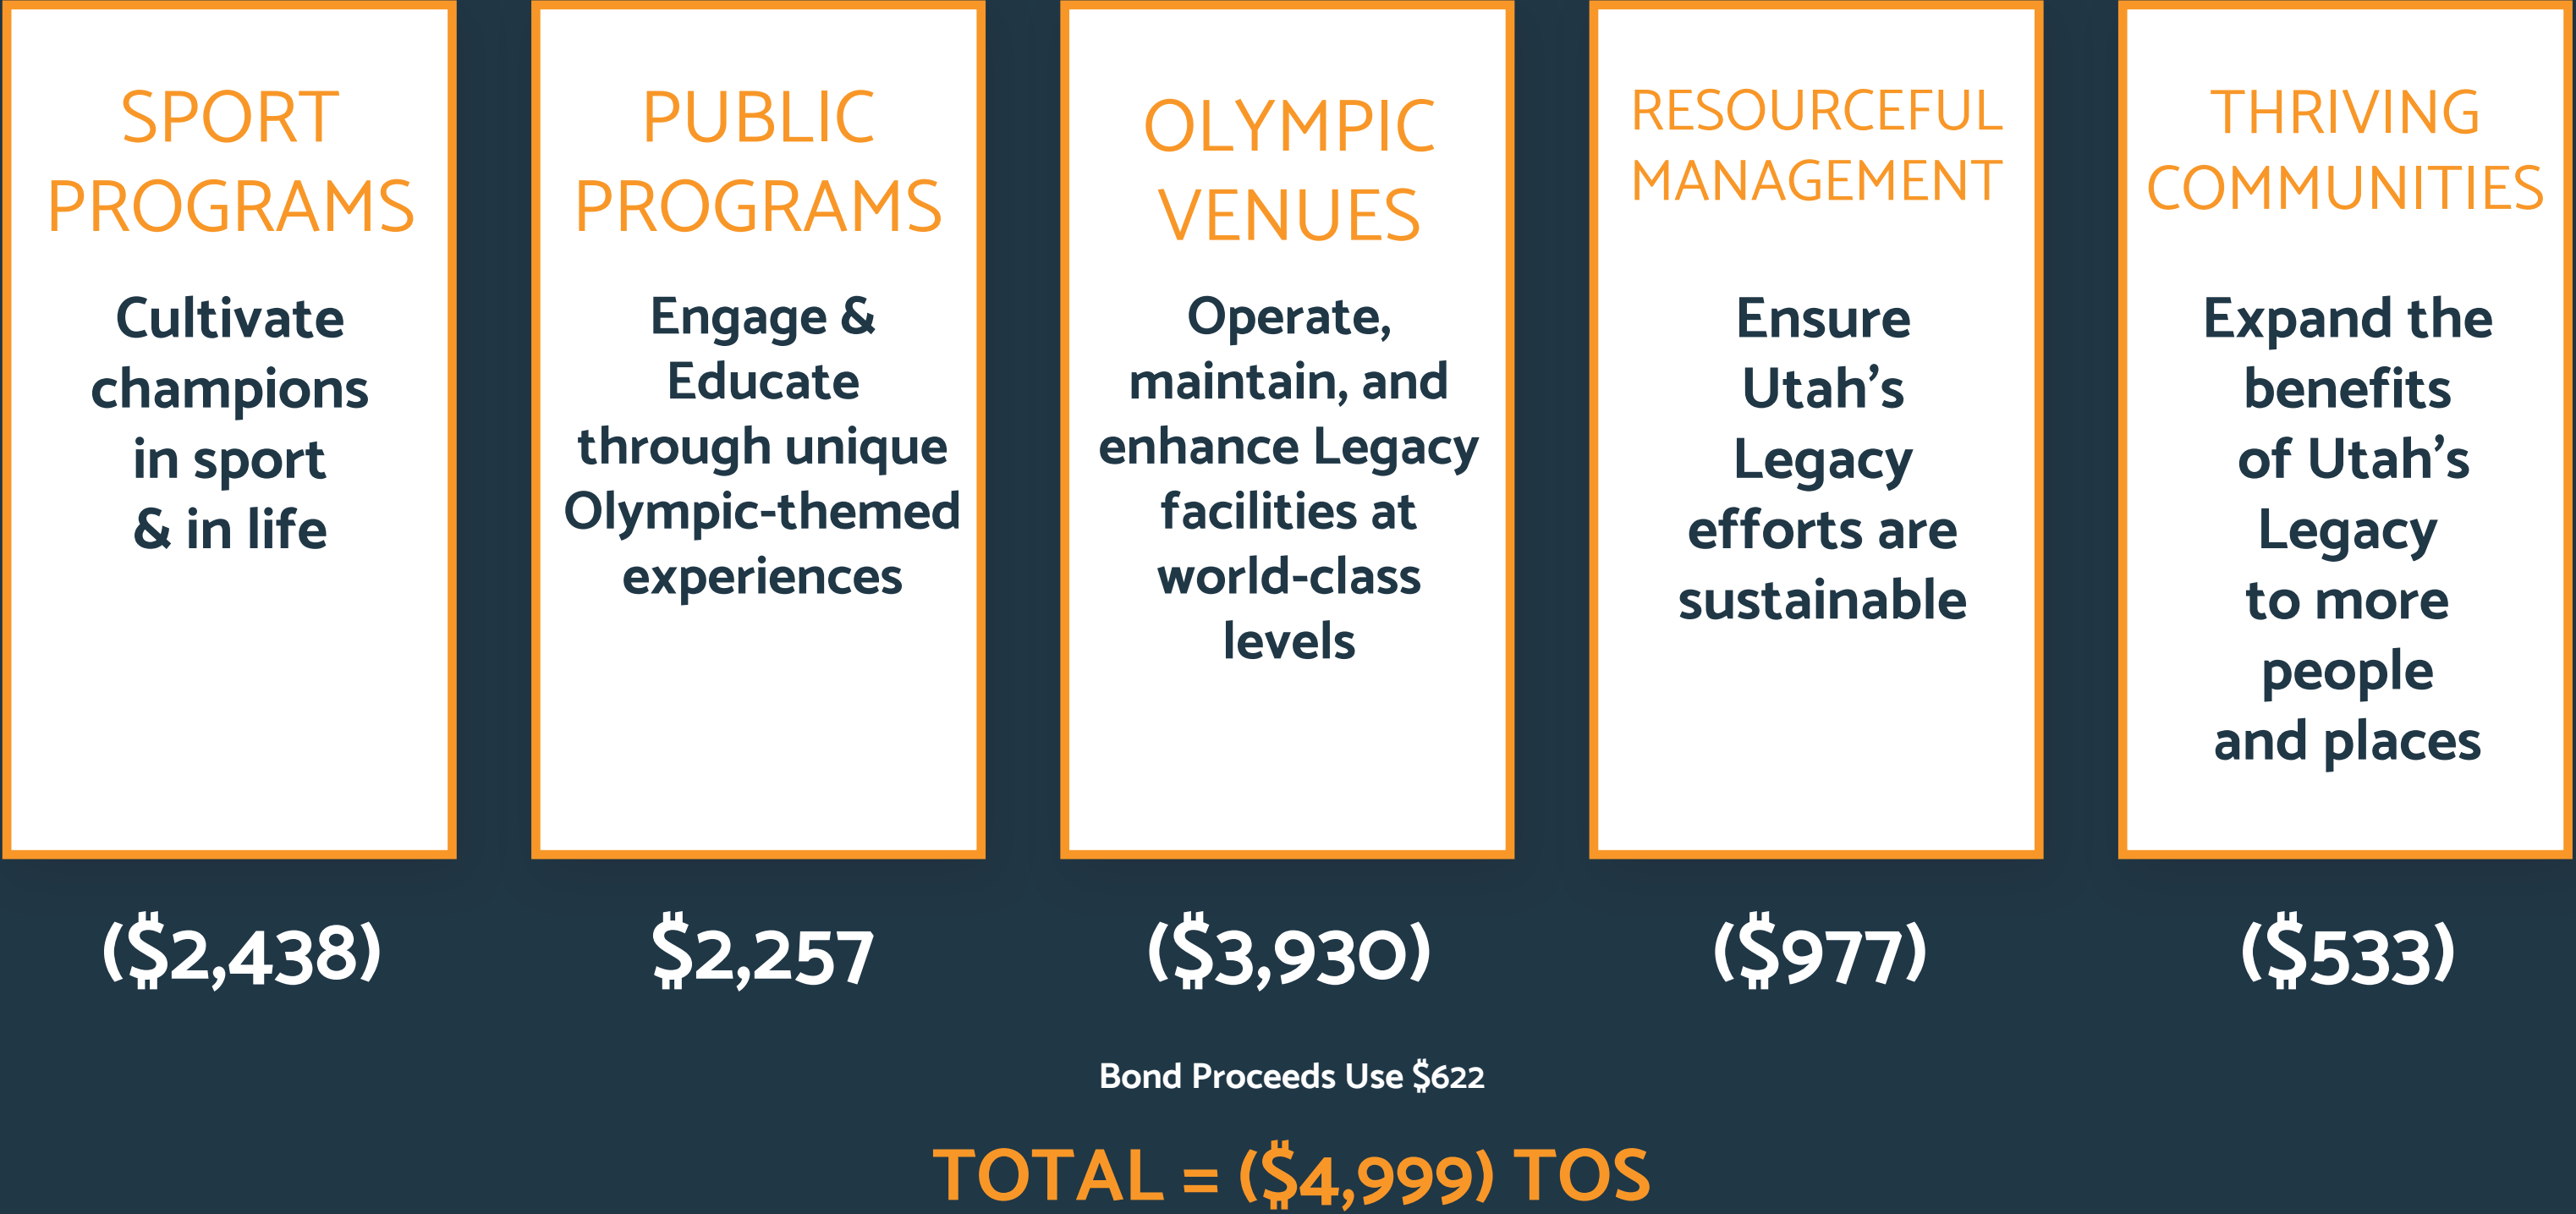 SPORT
PROGRAMS
Cultivate
champions
in sport
& in life
($2,438)
PUBLIC
PROGRAMS
Engage &
Educate
through unique
Olympic-themed
experiences
$2,257
OLYMPIC
VENUES
Operate,
maintain, and
enhance Legacy
facilities at
world-class
levels
($3,930)
RESOURCEFUL
MANAGEMENT
Ensure
Utah’s
Legacy
efforts are
sustainable
($977)
THRIVING
COMMUNITIES
Expand the
benefits
of Utah’s
Legacy
to more
people
and places
($533)
Bond Proceeds Use $622
TOTAL = ($4,999) TOS